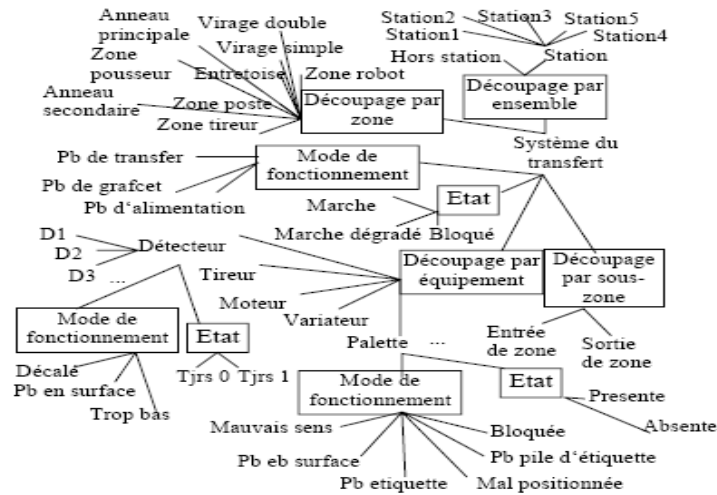 Station2
Station3
Station5
Station1
Station4
Anneau
principale
Virage double
Virage simple
Zone
pousseur
Entretoise
Zone robot
Anneau
secondaire
Zone poste
Zone tireur
Hors station
Station
Découpage par
zone
Découpage par
ensemble
Système du
transfert
Pb de transfer
Mode de
fonctionnement
Pb de grafcet
Pb d'alimentation
Marche
Etat
Marche dégradé
Bloqué
D1
D2
D3 ...
Détecteur
Tireur
Moteur
Variateur
Découpage par
équipement
Découpage
par sous-
zone
Mode de
fonctionnement
Etat
Palette ...
Entrée
de zone
Sortie
de zone
Décalé
Pb en surface
Trop bas
Tjrs 0
Tjrs 1
Mode de
fonctionnement
Etat
Presente
Absente
Mauvais sens
Bloquée
Pb eb surface
Pb pile d'étiquette
Pb etiquette
Mal positionnée